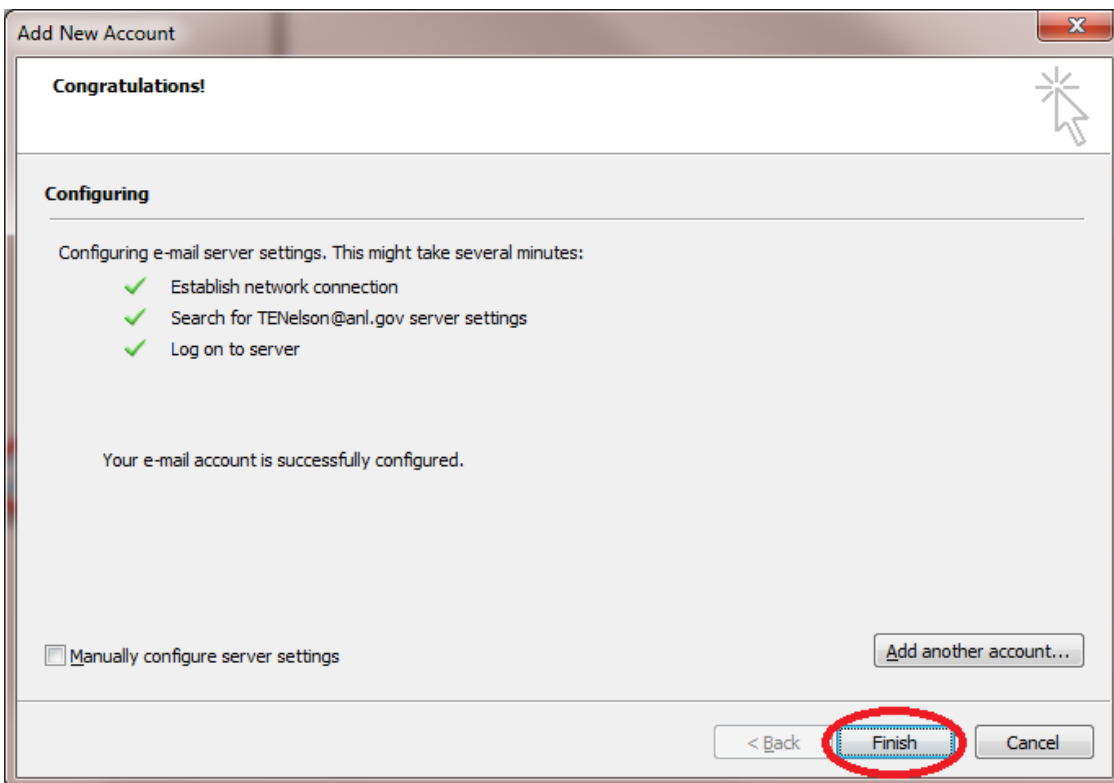 Add New Account
Congratulations!
Configuring
Configuring e-mail server settings. This might take several minutes:
Establish network connection
Search for TENelson@anl.gov server settings
Log on to server
Your e-mail account is successfully configured.
Manually configure server settings
Add another account...
< Back
Finish
Cancel